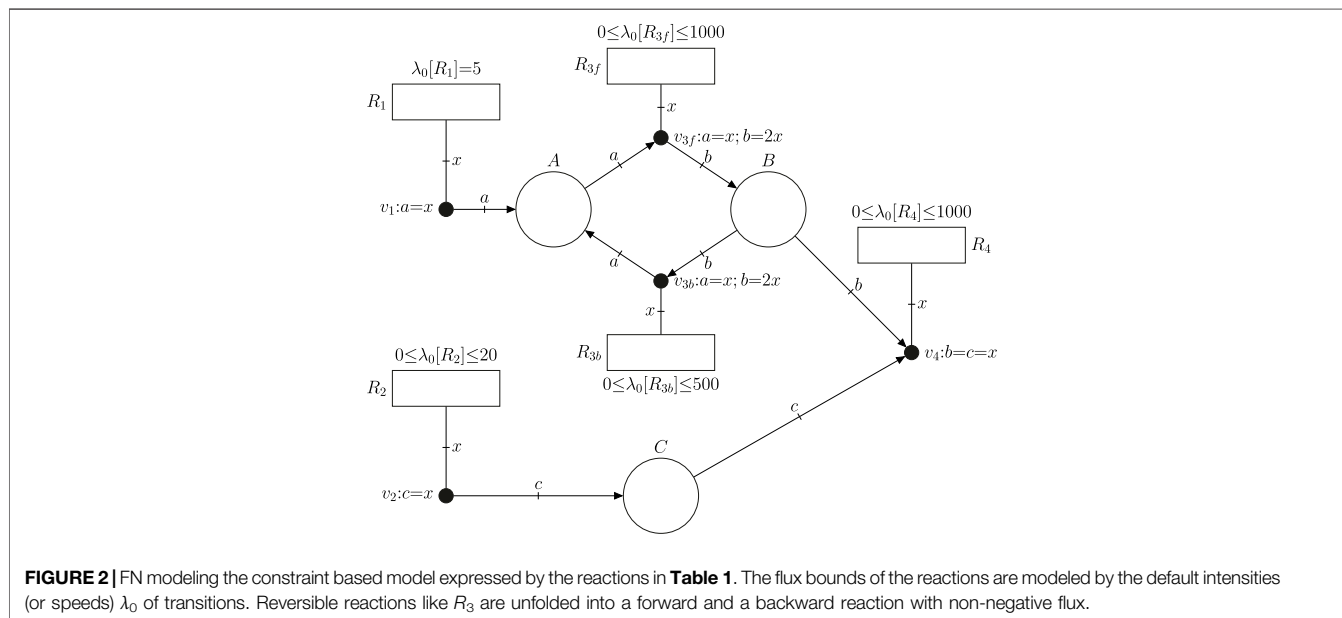 0≤λ₀[R₃f]≤1000
R₃f
λ₀[R₁]=5
R₁
x
x
v₃f:a=x; b=2x
A
a
b
B
v₁:a=x
a
0≤λ₀[R₄]≤1000
R₄
a
b
v₃b:a=x; b=2x
b
x
x
R₃b
0≤λ₀[R₃b]≤500
v₄:b=c=x
0≤λ₀[R₂]≤20
R₂
c
x
C
v₂:c=x
c
FIGURE 2 | FN modeling the constraint based model expressed by the reactions in Table 1. The flux bounds of the reactions are modeled by the default intensities
(or speeds) λ₀ of transitions. Reversible reactions like R₃ are unfolded into a forward and a backward reaction with non-negative flux.